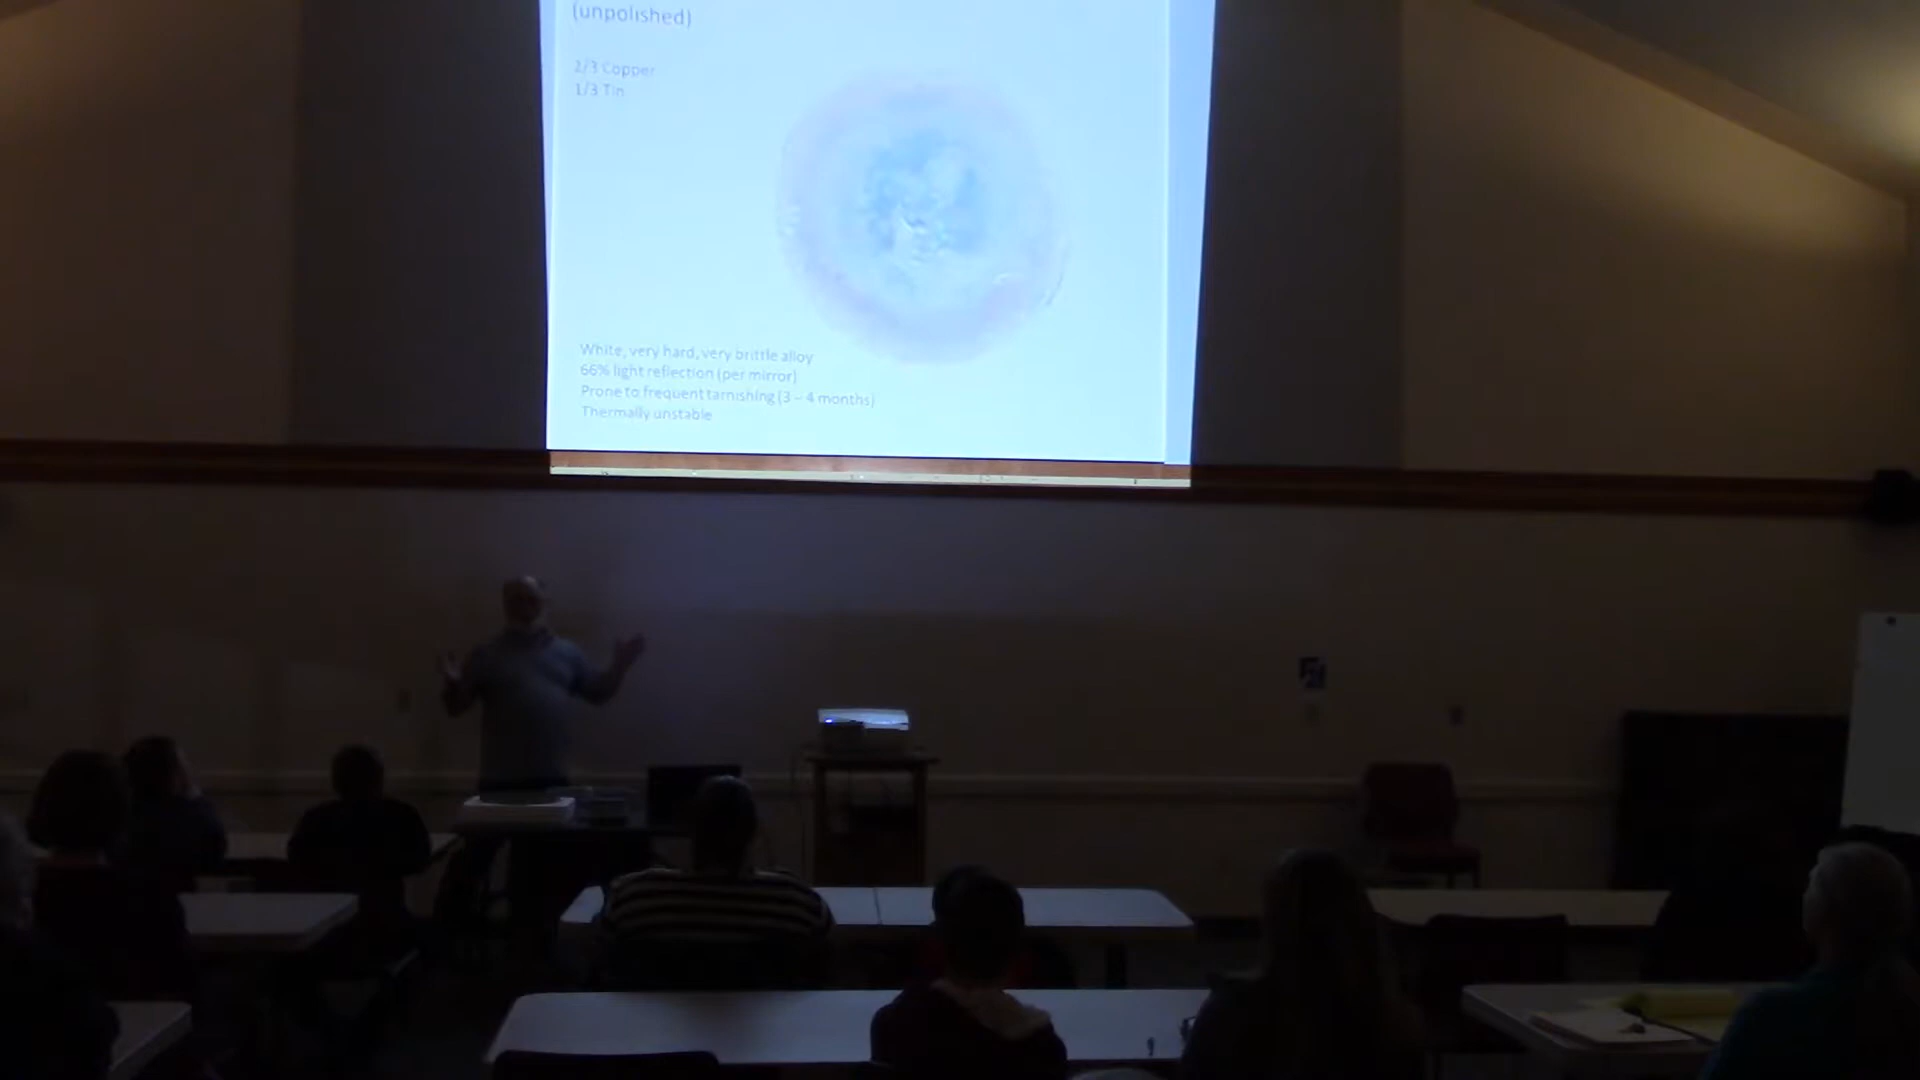 (unpolished)
2/3 Copper
1/3 Tin
White, very hard, very brittle alloy
66% light reflection (per mirror)
Prone to frequent tarnishing (3 – 4 months)
Thermally unstable